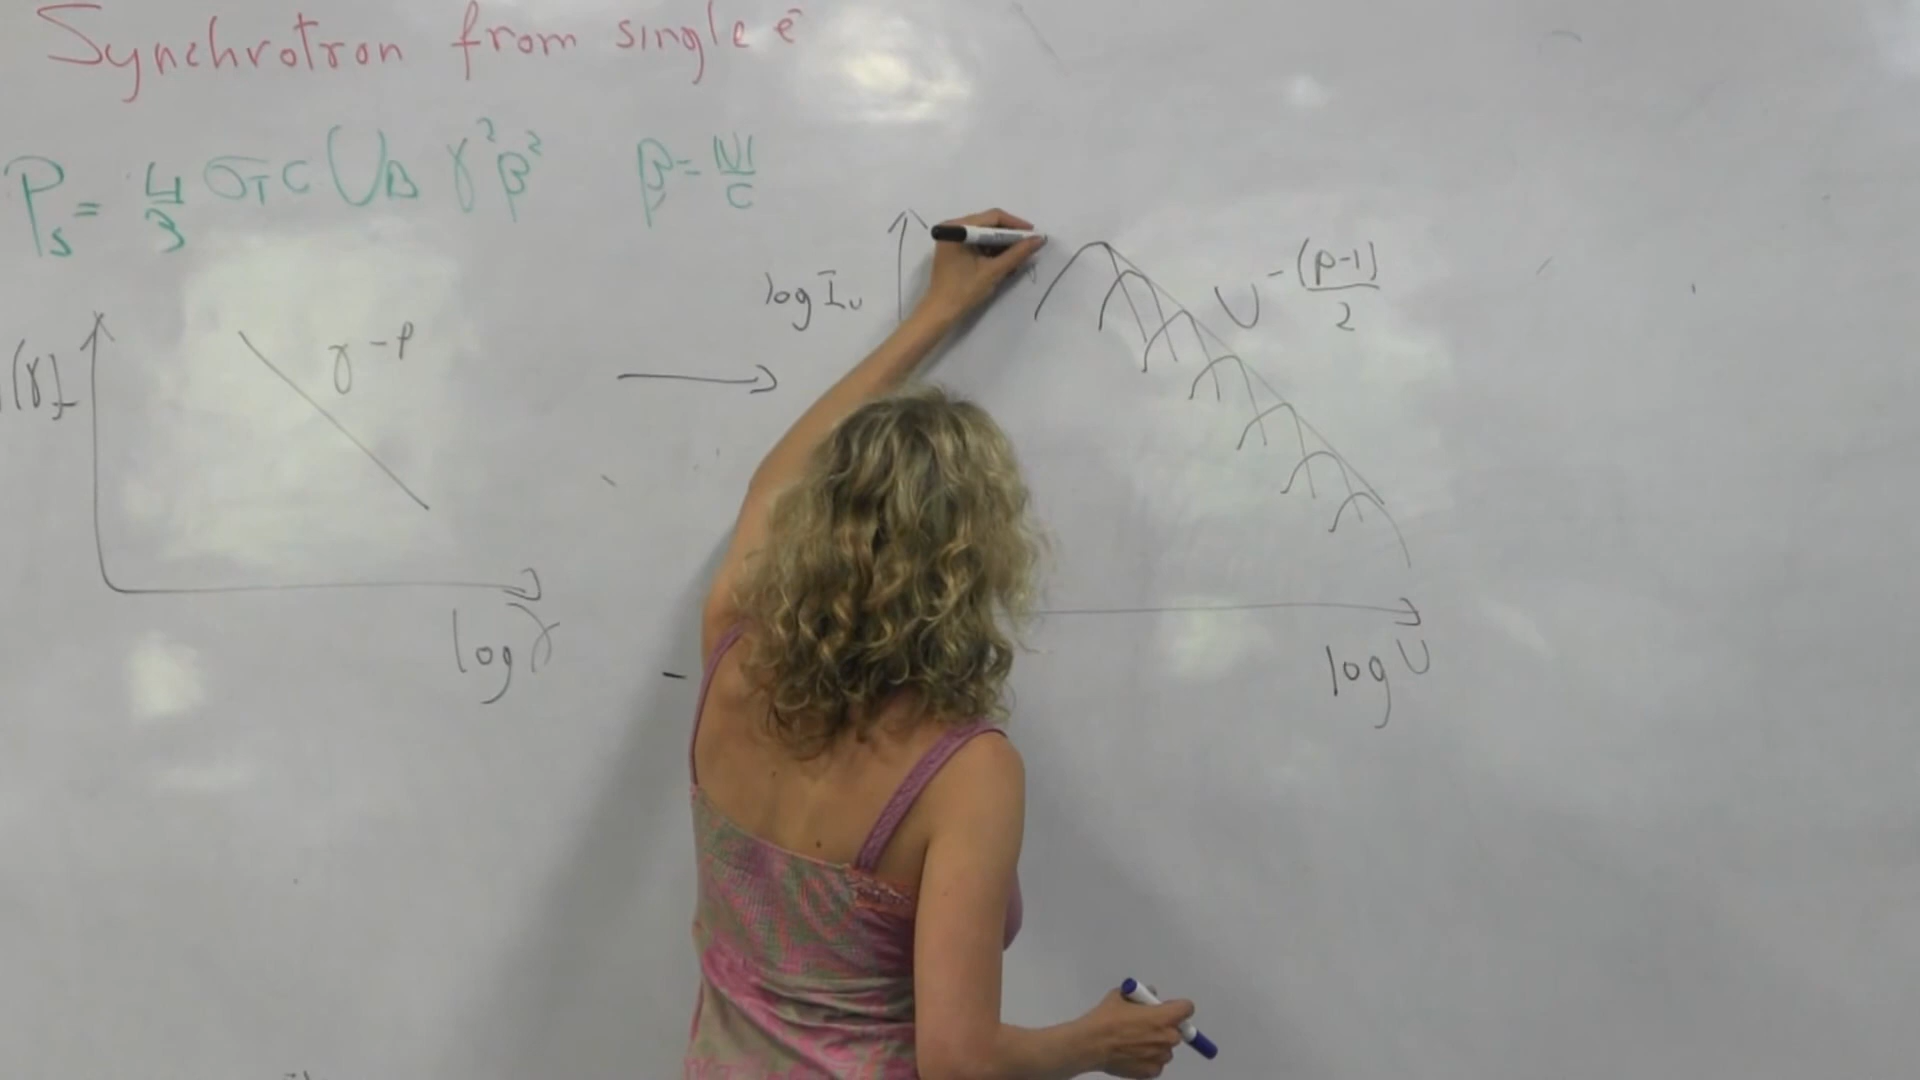 Synchrotron from single e⁻
P_s = 4/3 σ_T c U_B γ² β²   β = |v|/c
(γ)
γ^-p
log I_ν
ν^-(p-1)/2
log γ
log ν